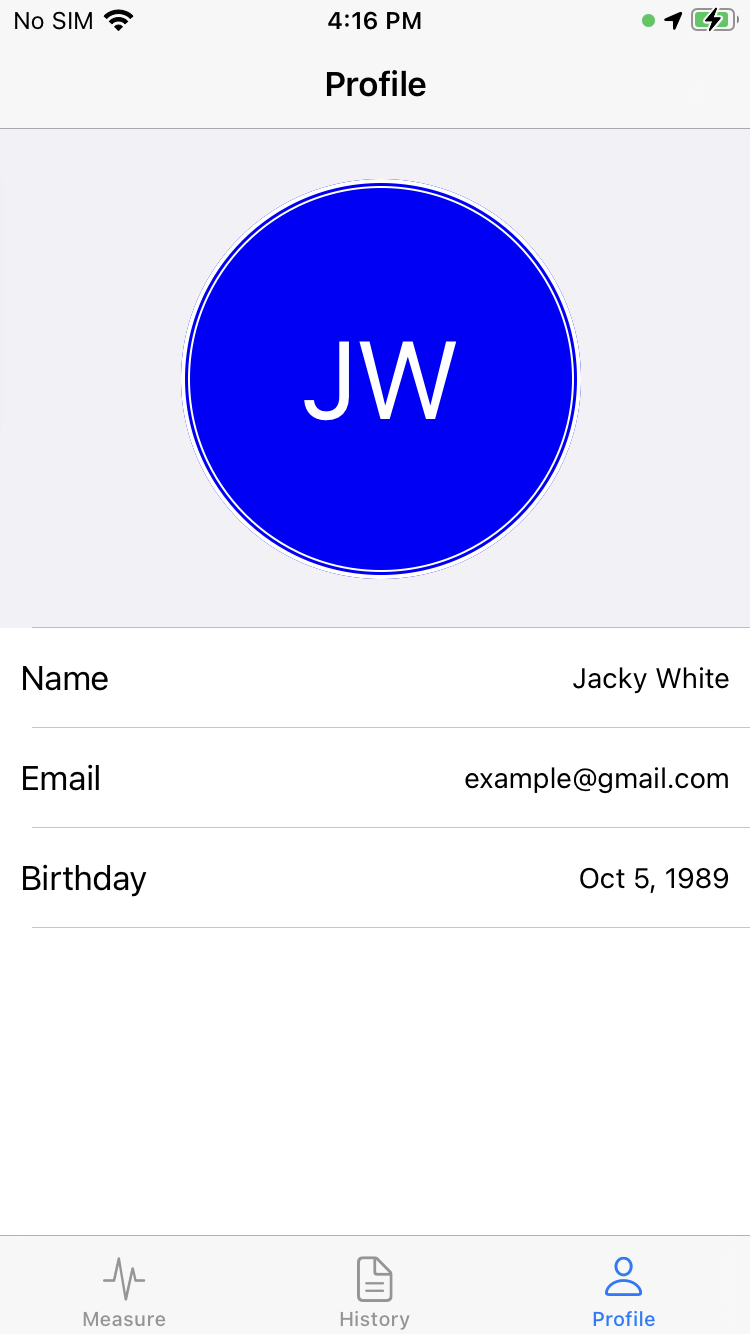 No SIM 4:16 PM
Profile
JW
Name Jacky White
Email example@gmail.com
Birthday Oct 5, 1989
Measure History Profile